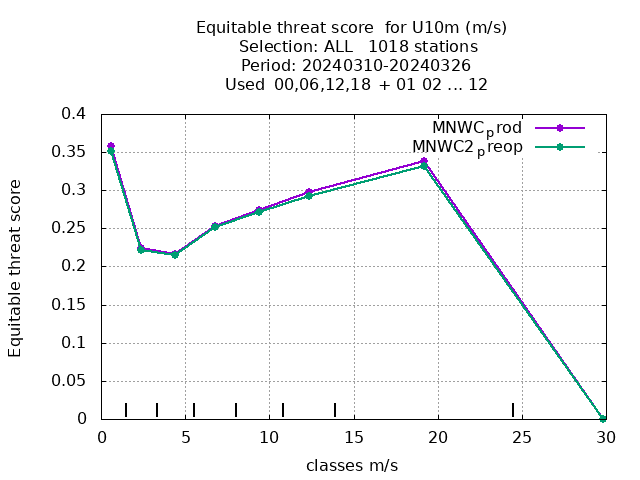 Equitable threat score  for U10m (m/s)
Selection: ALL   1018 stations
Period: 20240310-20240326
Used  00,06,12,18 + 01 02 ... 12
MNWCprod
MNWC2preop
0.4
0.35
0.3
0.25
0.2
0.15
0.1
0.05
0
Equitable threat score
0 5 10 15 20 25 30
classes m/s